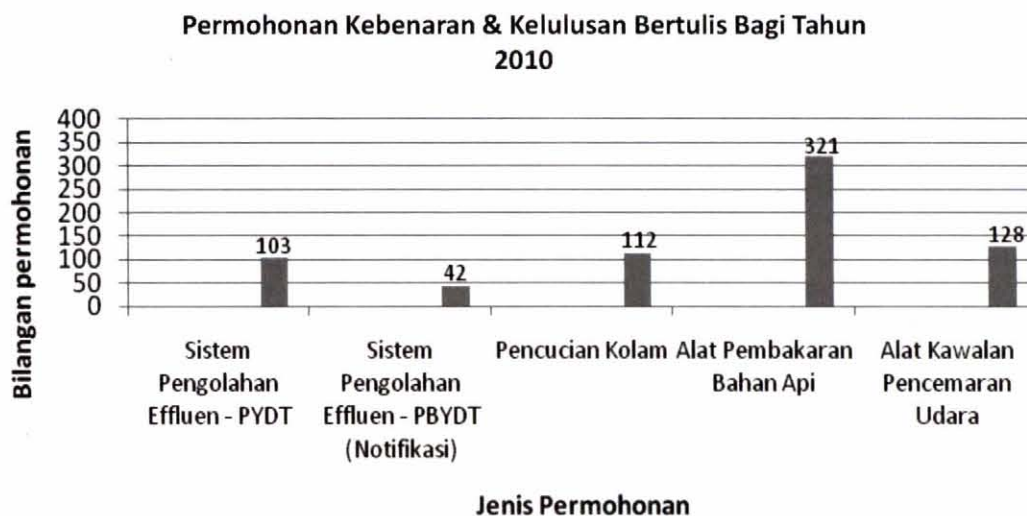 Permohonan Kebenaran & Kelulusan Bertulis Bagi Tahun
2010
Bilangan permohonan
400
350
300
250
200
150
100
50
0
103
42
112
321
128
Sistem
Pengolahan
Effluen - PYDT
Sistem
Pengolahan
Effluen - PBYDT
(Notifikasi)
Pencucian Kolam
Alat Pembakaran
Bahan Api
Alat Kawalan
Pencemaran
Udara
Jenis Permohonan